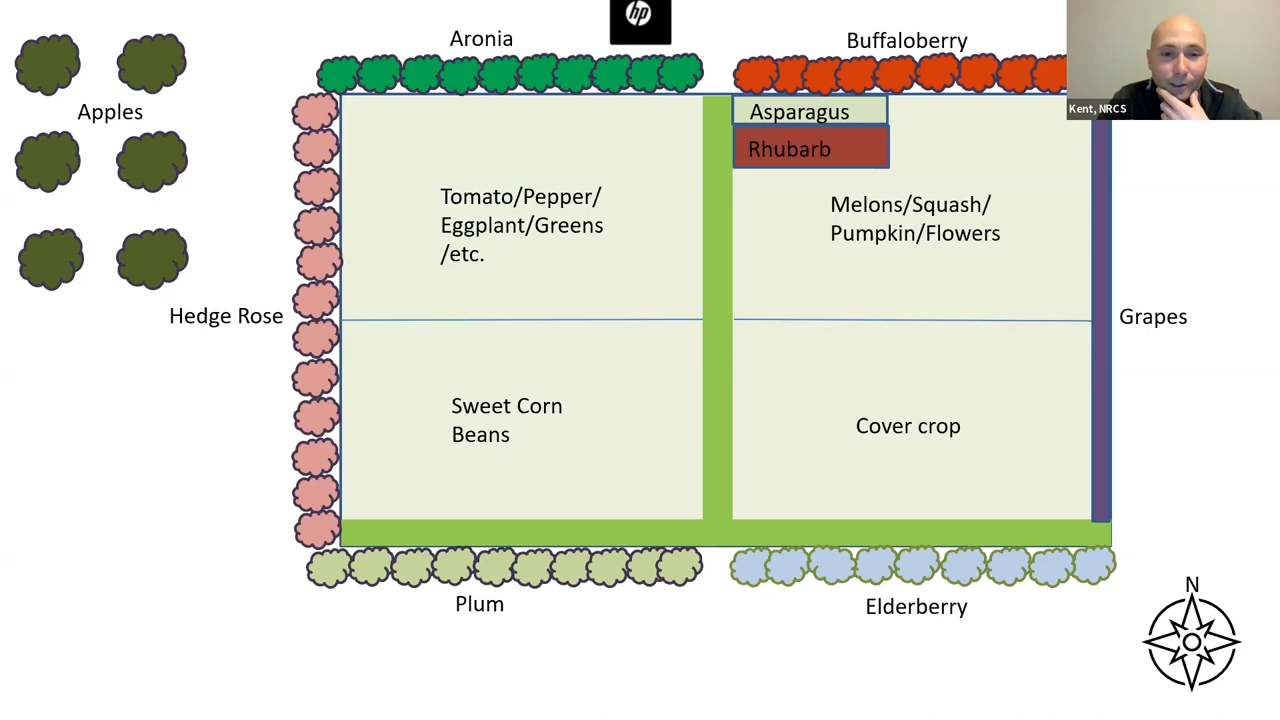 hp
Aronia
Buffaloberry
Kent, NRCS
Apples
Asparagus
Rhubarb
Tomato/Pepper/
Eggplant/Greens
/etc.
Melons/Squash/
Pumpkin/Flowers
Hedge Rose
Grapes
Sweet Corn
Beans
Cover crop
Plum
Elderberry
N